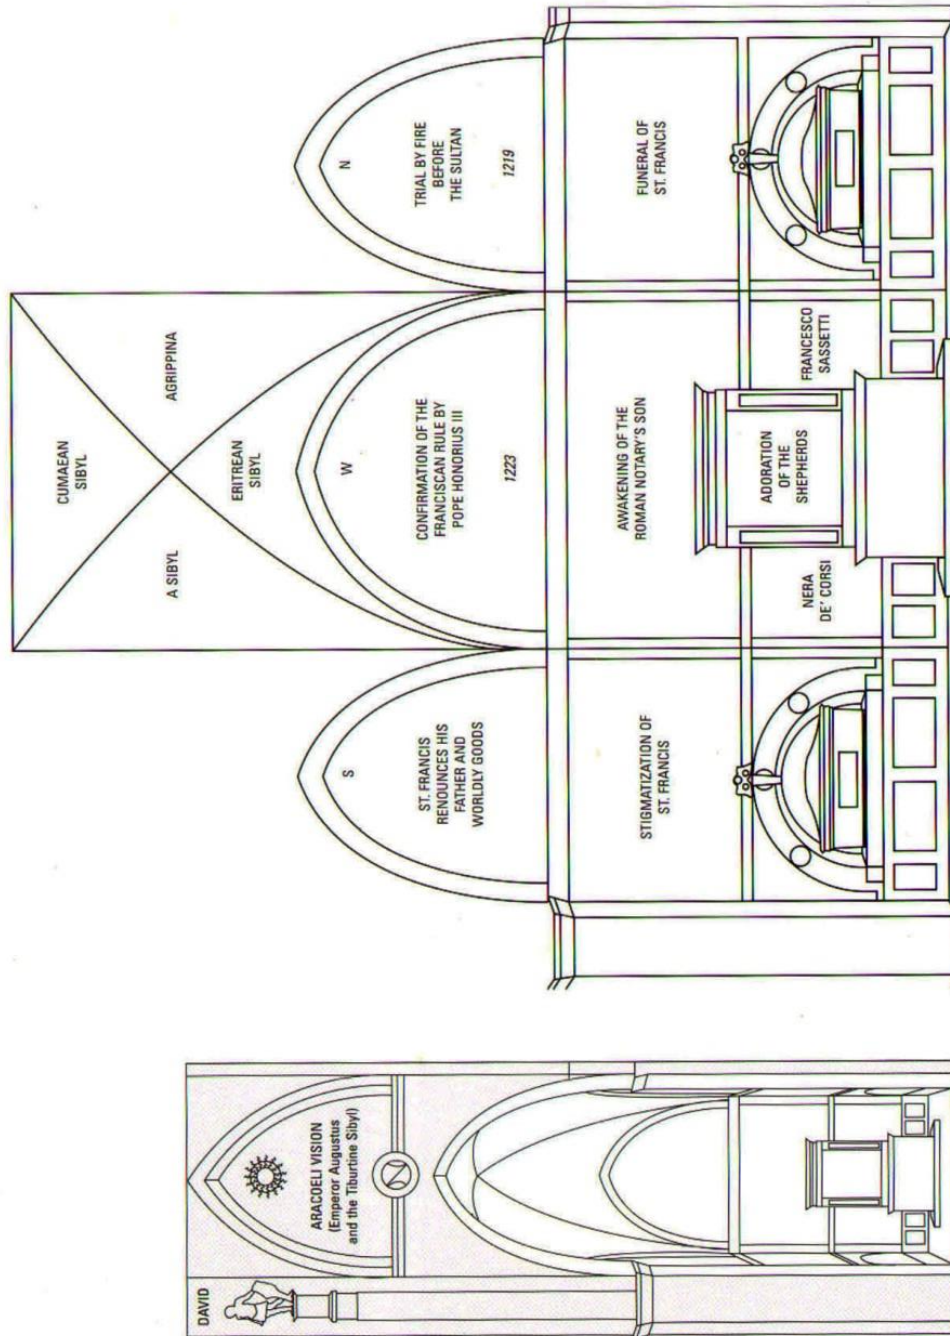 DAVID
ARACOELI VISION
(Emperor Augustus
and the Tiburtine Sibyl)
CUMAEAN
SIBYL
A SIBYL
AGRIPPINA
ERITREAN
SIBYL
S
ST. FRANCIS
RENOUNCES HIS
FATHER AND
WORLDLY GOODS
W
CONFIRMATION OF THE
FRANCISCAN RULE BY
POPE HONORIUS III
1223
N
TRIAL BY FIRE
BEFORE
THE SULTAN
1219
STIGMATIZATION OF
ST. FRANCIS
AWAKENING OF THE
ROMAN NOTARY'S SON
FUNERAL OF
ST. FRANCIS
NERA
DE' CORSI
ADORATION
OF THE
SHEPHERDS
FRANCESCO
SASSETTI